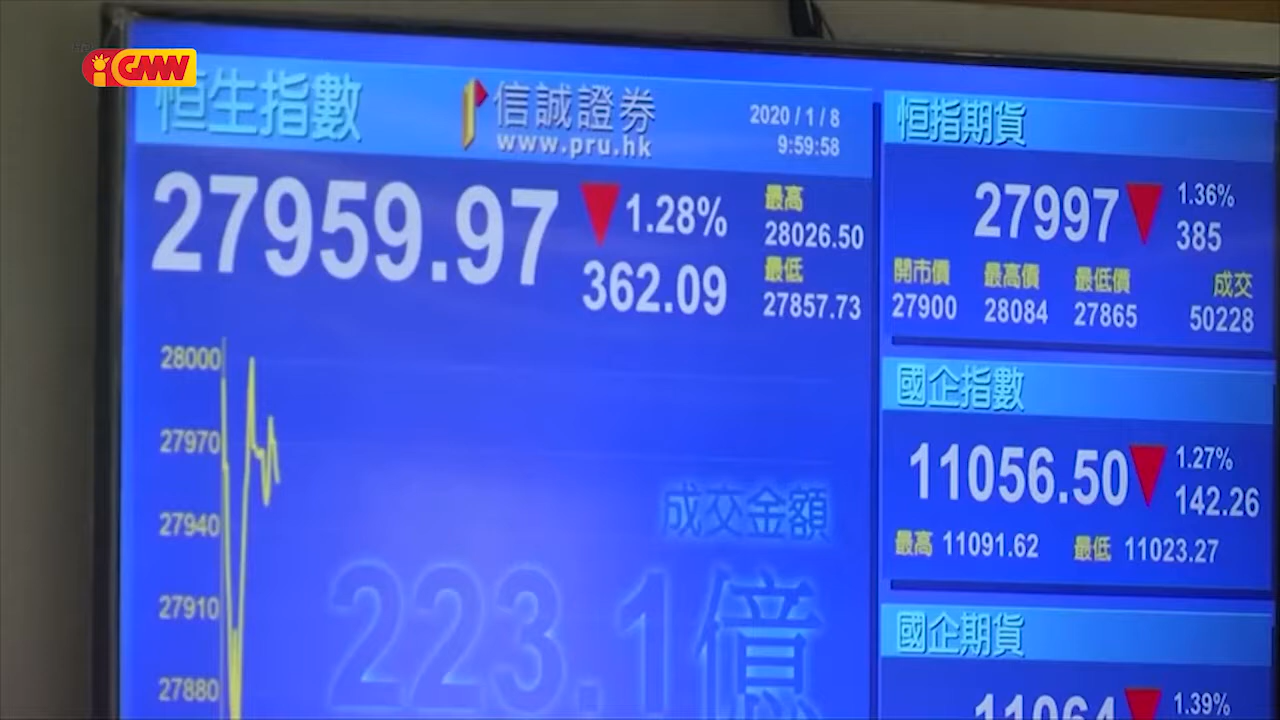 iCMW
恒生指數
信誠證券
www.pru.hk
2020 / 1 / 8
9:59:58
27959.97
1.28%
362.09
最高
28026.50
最低
27857.73
28000
27970
27940
27910
27880
成交金額
223.1億
恒指期貨
27997
1.36%
385
開市價 最高價 最低價 成交
27900 28084 27865 50228
國企指數
11056.50
1.27%
142.26
最高 11091.62 最低 11023.27
國企期貨
11064
1.39%